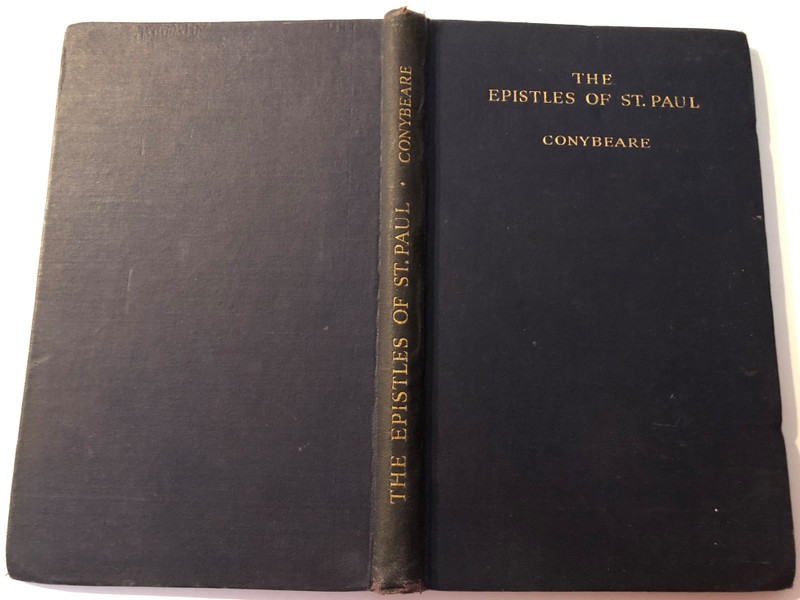 THE
EPISTLES OF ST. PAUL
CONYBEARE
THE EPISTLES OF ST. PAUL · CONYBEARE